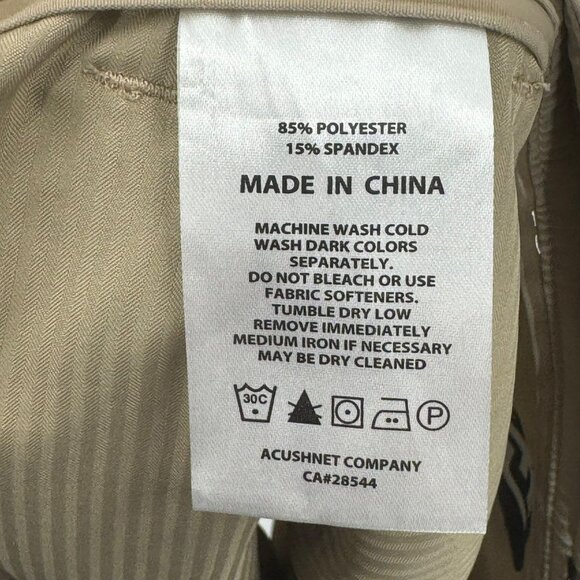 85% POLYESTER
15% SPANDEX
MADE IN CHINA
MACHINE WASH COLD
WASH DARK COLORS
SEPARATELY.
DO NOT BLEACH OR USE
FABRIC SOFTENERS.
TUMBLE DRY LOW
REMOVE IMMEDIATELY
MEDIUM IRON IF NECESSARY
MAY BE DRY CLEANED
30C P
ACUSHNET COMPANY
CA#28544